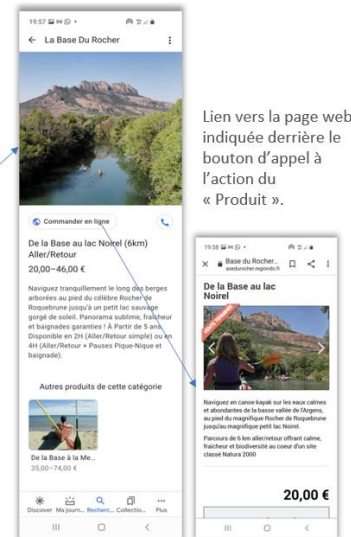 19:57
← La Base Du Rocher
Commander en ligne
De la Base au lac Noirel (6km)
Aller/Retour
20,00–46,00 €
Naviguez tranquillement le long des berges
arborées au pied du célèbre Rocher de
Roquebrune jusqu'à un petit lac sauvage
gorgé de soleil. Panorama sublime, fraîcheur
et baignades garanties ! À Partir de 5 ans.
Disponible en 2H (Aller/Retour simple) ou en
4H (Aller/Retour + Pauses Pique-Nique et
baignade).
Autres produits de cette catégorie
De la Base à la Me...
35,00–74,00 €
Discover Ma journ... Recherc... Collectio... Plus
Lien vers la page web
indiquée derrière le
bouton d'appel à
l'action du
« Produit ».
19:58
Base du Rocher...
basedurocher.regiondo.fr
De la Base au lac
Noirel
Naviguez en canoe kayak sur les eaux calmes
et abondantes de la basse vallée de l'Argens,
au pied du magnifique Rocher de Roquebrune
jusqu'au magnifique petit lac Noirel.
Parcours de 6 km aller/retour offrant calme,
fraicheur et biodiversité au coeur d'un site
classé Natura 2000
20,00 €